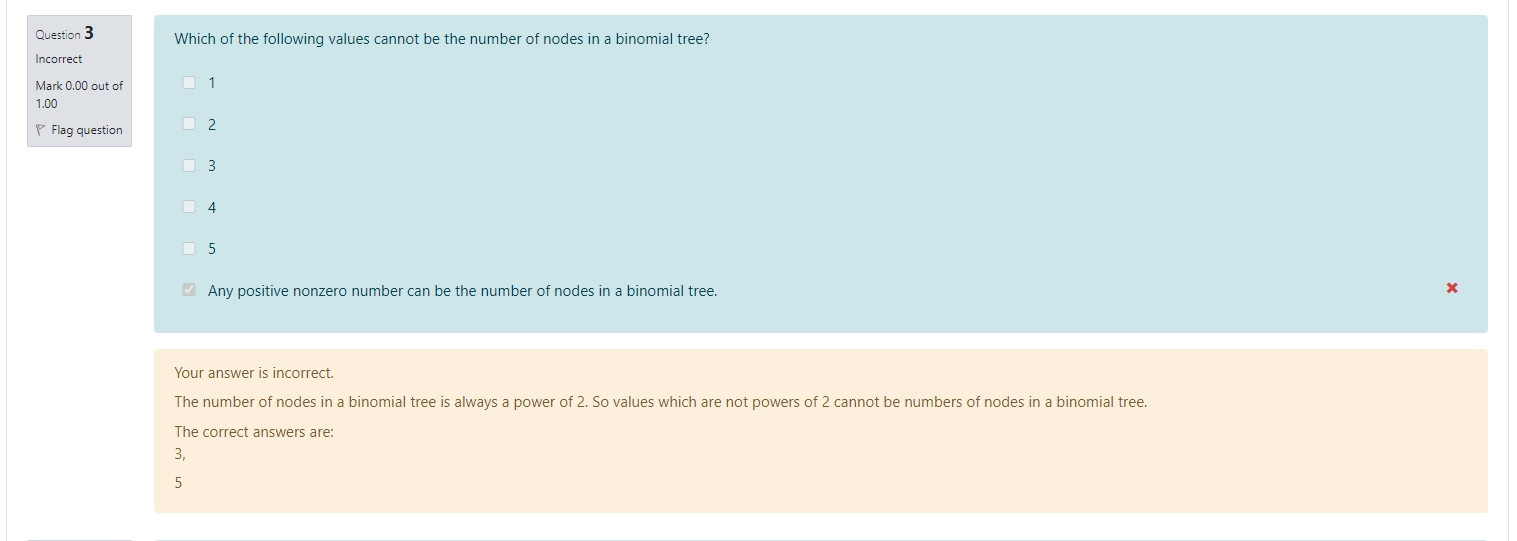 Question 3
Incorrect
Mark 0.00 out of
1.00
Flag question
Which of the following values cannot be the number of nodes in a binomial tree?
1
2
3
4
5
Any positive nonzero number can be the number of nodes in a binomial tree.
Your answer is incorrect.
The number of nodes in a binomial tree is always a power of 2. So values which are not powers of 2 cannot be numbers of nodes in a binomial tree.
The correct answers are:
3,
5